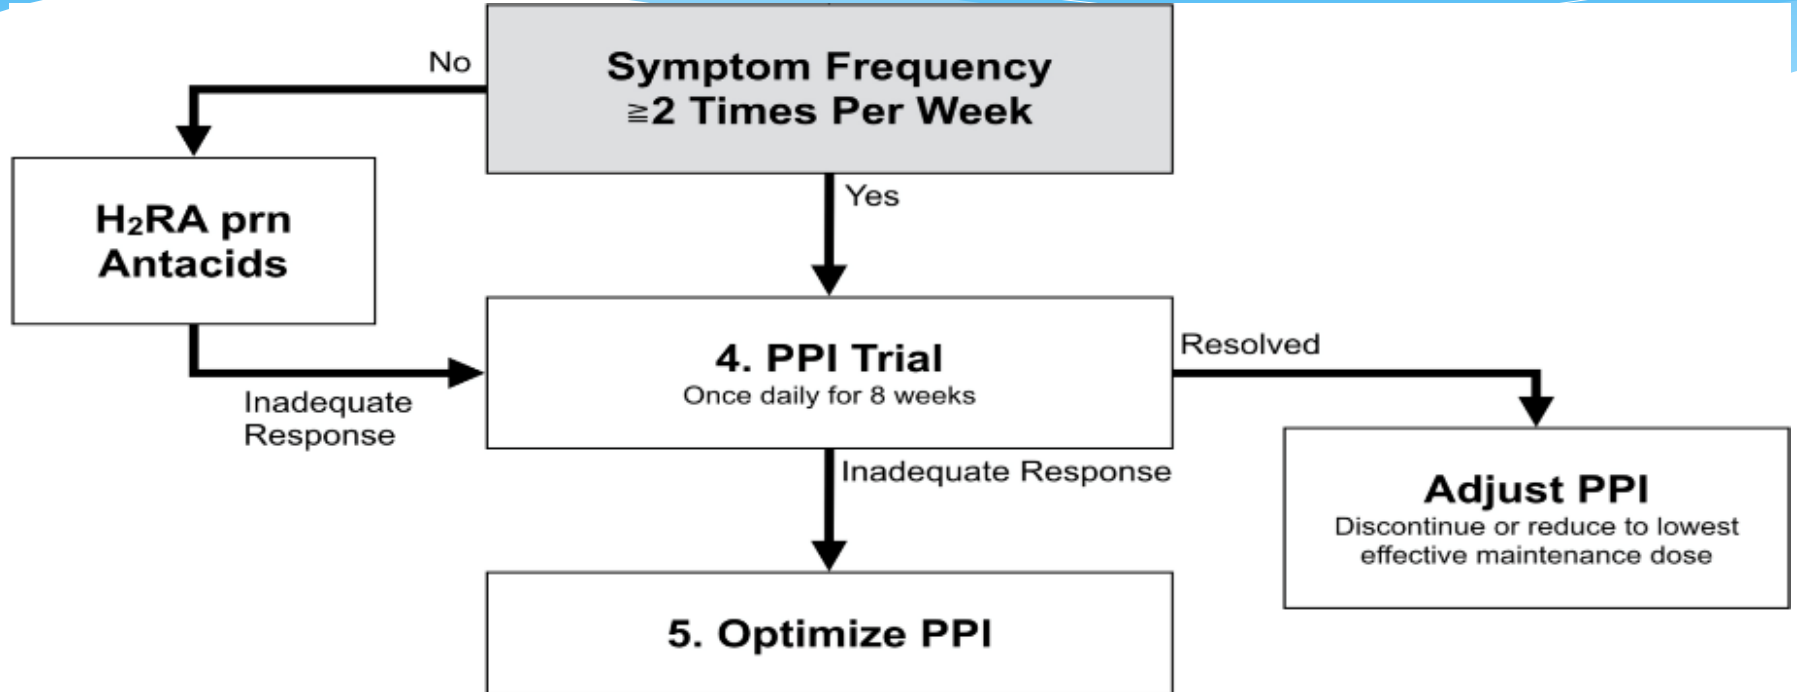 No
Symptom Frequency
≧2 Times Per Week
Yes
H₂RA prn
Antacids
4. PPI Trial
Once daily for 8 weeks
Resolved
Inadequate
Response
Inadequate Response
Adjust PPI
Discontinue or reduce to lowest
effective maintenance dose
5. Optimize PPI